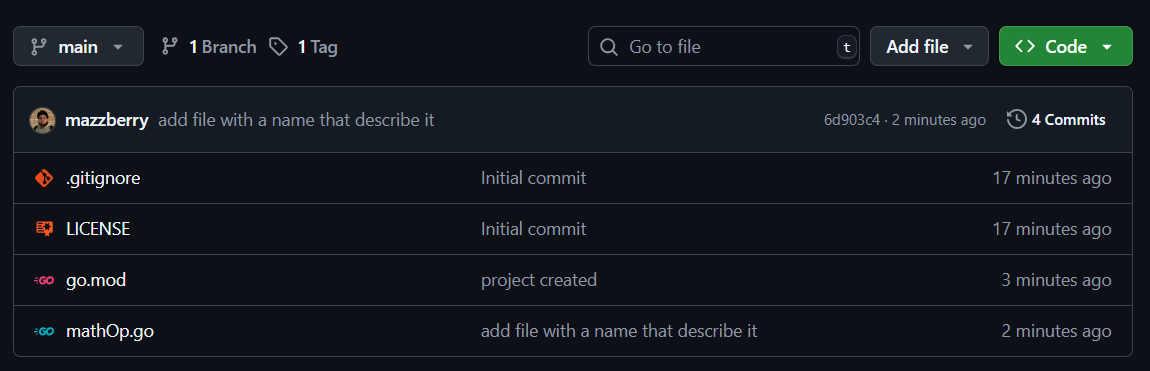 main 1 Branch 1 Tag Go to file t Add file Code
mazzberry add file with a name that describe it 6d903c4 · 2 minutes ago 4 Commits
.gitignore Initial commit 17 minutes ago
LICENSE Initial commit 17 minutes ago
GO go.mod project created 3 minutes ago
GO mathOp.go add file with a name that describe it 2 minutes ago